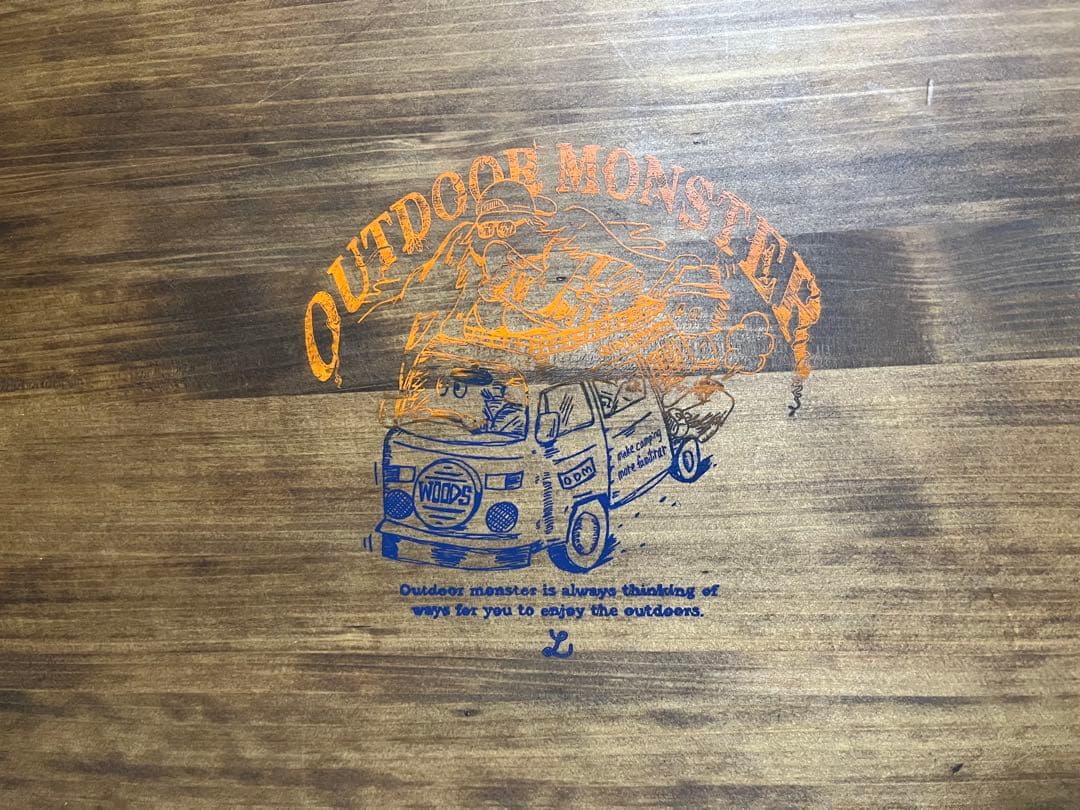 OUTDOOR MONSTER
WOODS
ODM
make camping
more familiar
Outdoor monster is always thinking of
ways for you to enjoy the outdoors.
L